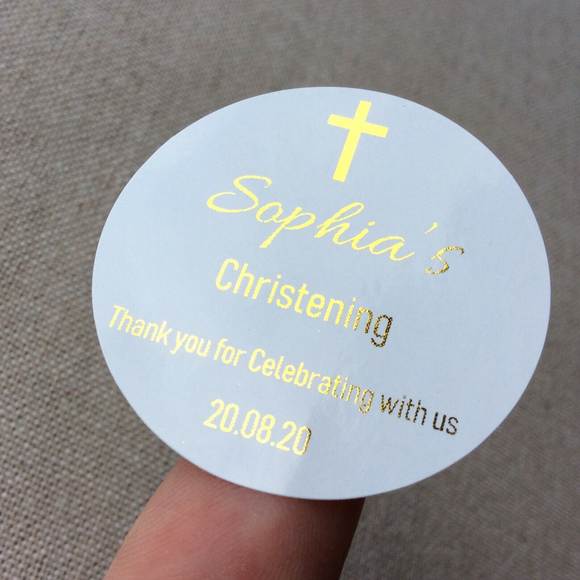 Sophia's
Christening
Thank you for Celebrating with us
20.08.20